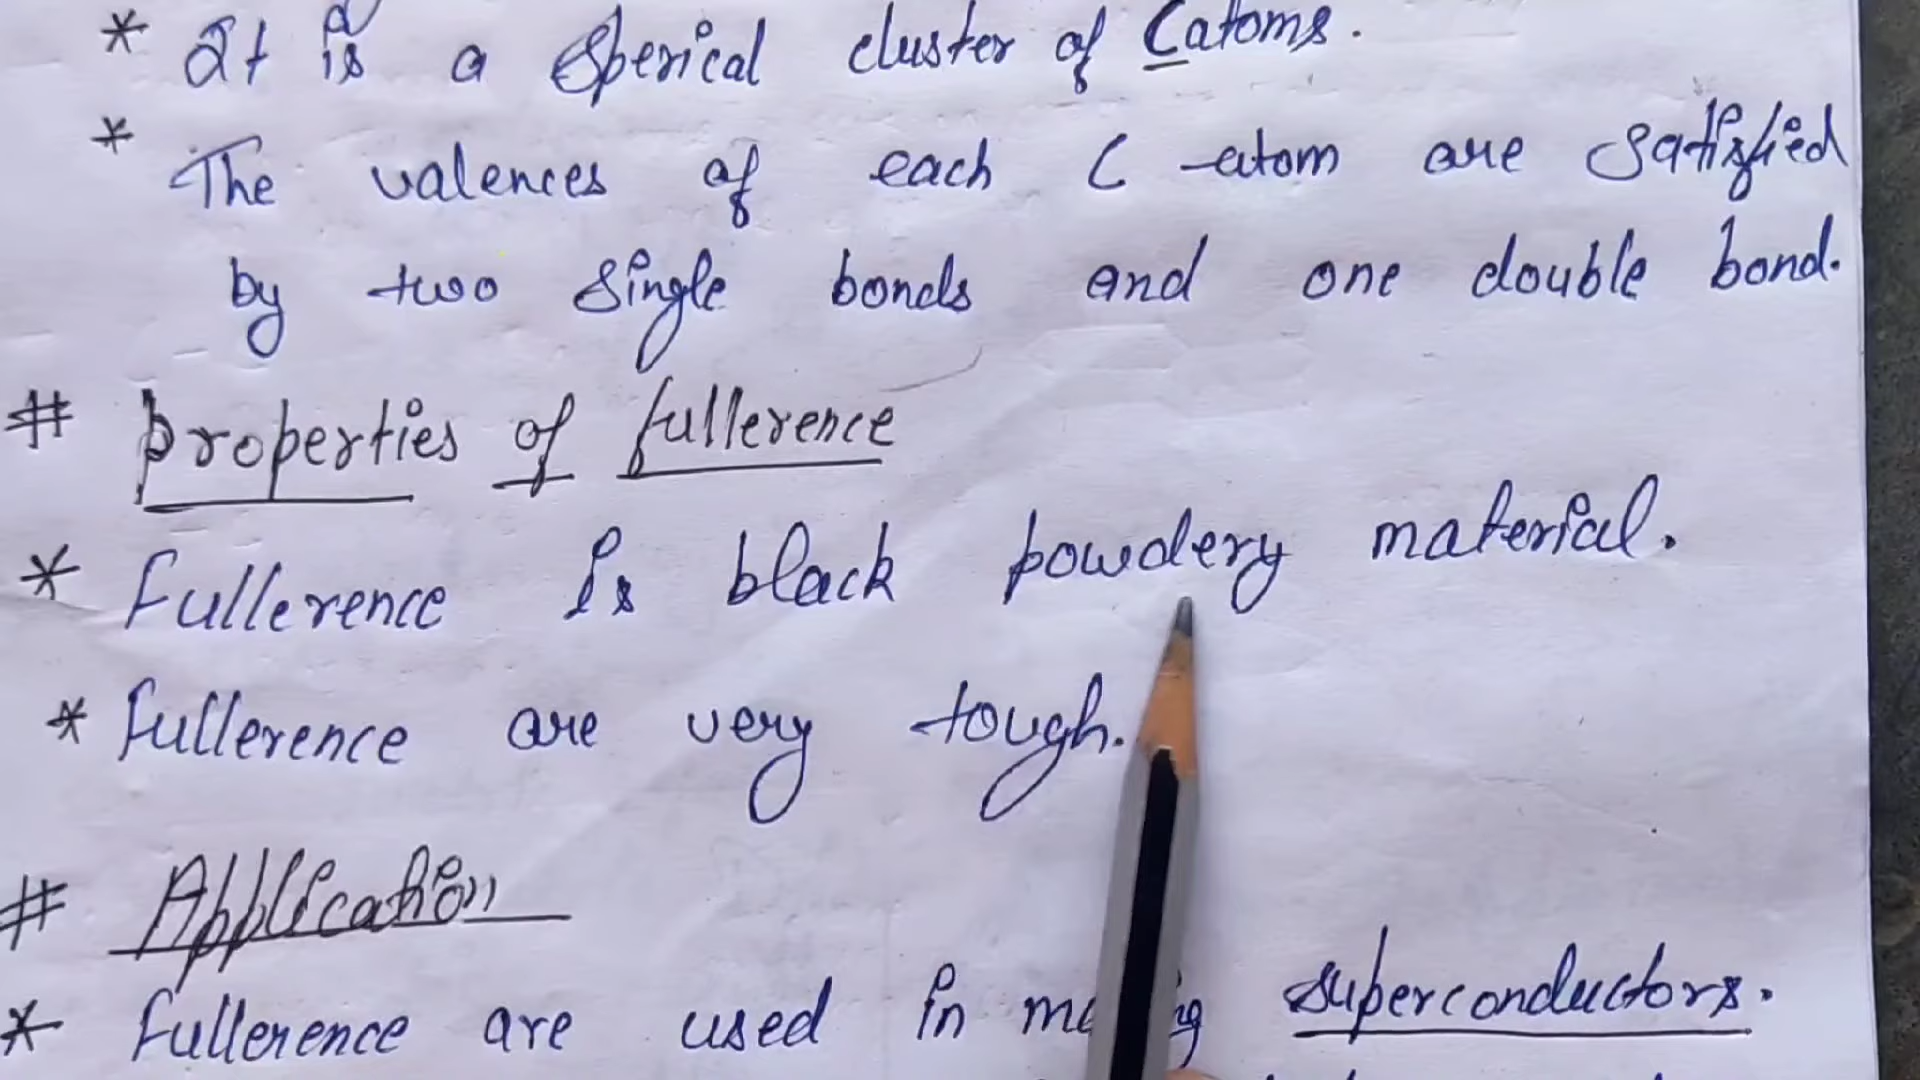 * It is a Sperical cluster of C atoms.
* The valences of each C - atom are satisfied
by two single bonds and one double bond.
# Properties of fullerence
* Fullerence is black powdery material.
* Fullerence are very tough.
# Application
* Fullerence are used in superconductors.